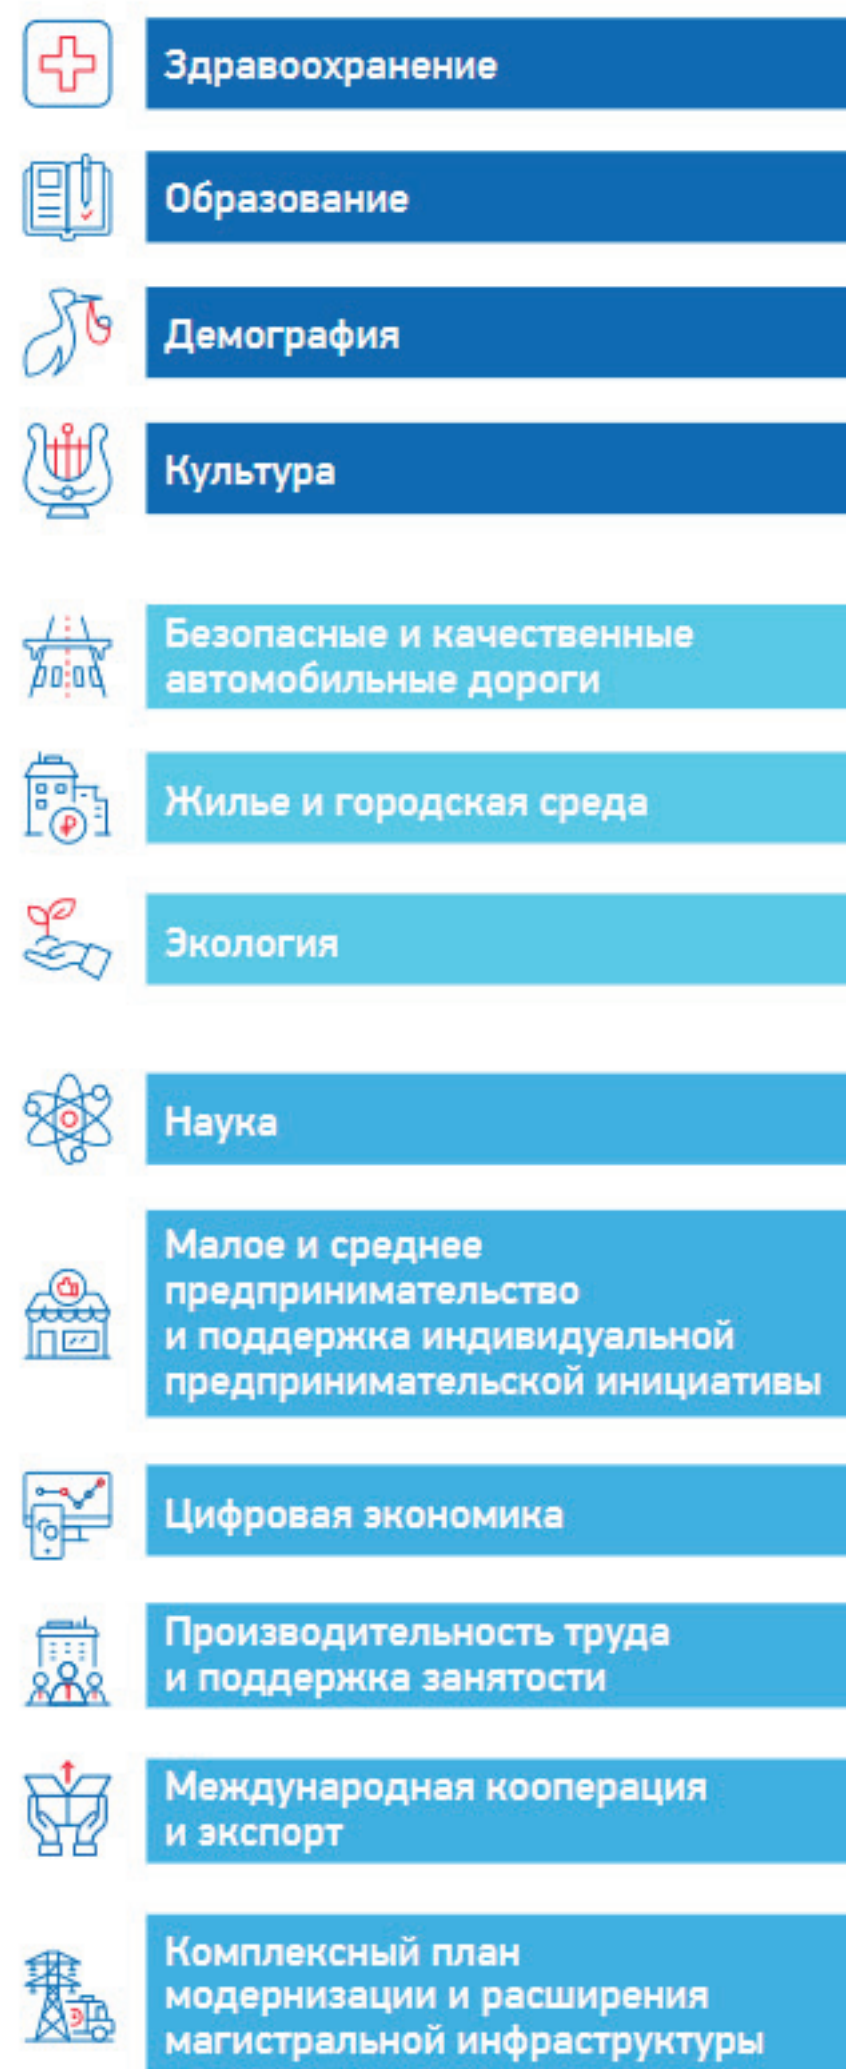 Здравоохранение
Образование
Демография
Культура
Безопасные и качественные
автомобильные дороги
Жилье и городская среда
Экология
Наука
Малое и среднее
предпринимательство
и поддержка индивидуальной
предпринимательской инициативы
Цифровая экономика
Производительность труда
и поддержка занятости
Международная кооперация
и экспорт
Комплексный план
модернизации и расширения
магистральной инфраструктуры